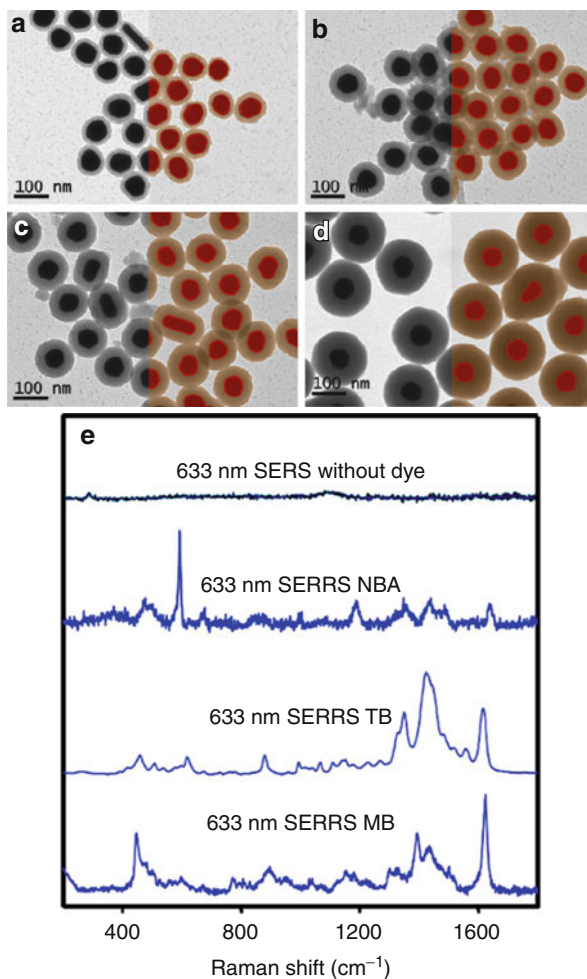 a
b
100 nm
100 nm
c
d
100 nm
100 nm
e
633 nm SERS without dye
633 nm SERRS NBA
633 nm SERRS TB
633 nm SERRS MB
400 800 1200 1600
Raman shift (cm⁻¹)